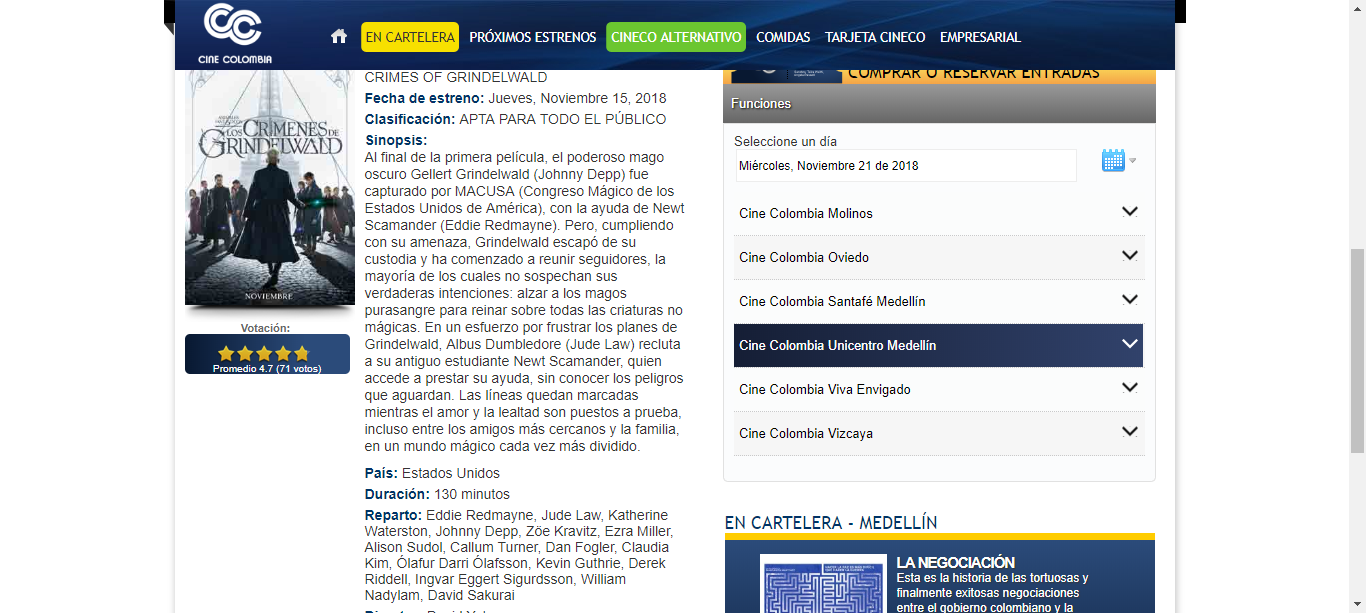 CINE COLOMBIA
EN CARTELERA
PRÓXIMOS ESTRENOS
CINECO ALTERNATIVO
COMIDAS
TARJETA CINECO
EMPRESARIAL
LOS CRÍMENES DE
GRINDELWALD
NOVIEMBRE
Votación:
Promedio 4.7 (71 votos)
CRIMES OF GRINDELWALD
Fecha de estreno: Jueves, Noviembre 15, 2018
Clasificación: APTA PARA TODO EL PÚBLICO
Sinopsis:
Al final de la primera película, el poderoso mago
oscuro Gellert Grindelwald (Johnny Depp) fue
capturado por MACUSA (Congreso Mágico de los
Estados Unidos de América), con la ayuda de Newt
Scamander (Eddie Redmayne). Pero, cumpliendo
con su amenaza, Grindelwald escapó de su
custodia y ha comenzado a reunir seguidores, la
mayoría de los cuales no sospechan sus
verdaderas intenciones: alzar a los magos
purasangre para reinar sobre todas las criaturas no
mágicas. En un esfuerzo por frustrar los planes de
Grindelwald, Albus Dumbledore (Jude Law) recluta
a su antiguo estudiante Newt Scamander, quien
accede a prestar su ayuda, sin conocer los peligros
que aguardan. Las líneas quedan marcadas
mientras el amor y la lealtad son puestos a prueba,
incluso entre los amigos más cercanos y la familia,
en un mundo mágico cada vez más dividido.
País: Estados Unidos
Duración: 130 minutos
Reparto: Eddie Redmayne, Jude Law, Katherine
Waterston, Johnny Depp, Zöe Kravitz, Ezra Miller,
Alison Sudol, Callum Turner, Dan Fogler, Claudia
Kim, Ólafur Darri Ólafsson, Kevin Guthrie, Derek
Riddell, Ingvar Eggert Sigurdsson, William
Nadylam, David Sakurai
COMPRAR O RESERVAR ENTRADAS
Funciones
Seleccione un día
Miércoles, Noviembre 21 de 2018
Cine Colombia Molinos
Cine Colombia Oviedo
Cine Colombia Santafé Medellín
Cine Colombia Unicentro Medellín
Cine Colombia Viva Envigado
Cine Colombia Vizcaya
EN CARTELERA - MEDELLÍN
LA NEGOCIACIÓN
Esta es la historia de las tortuosas y
finalmente exitosas negociaciones
entre el gobierno colombiano y la